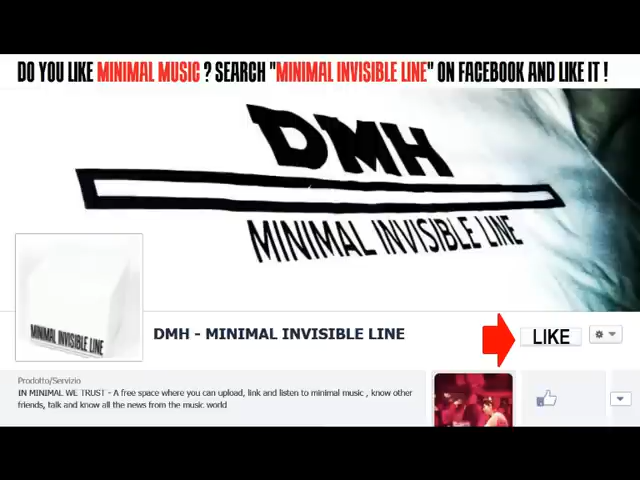 DO YOU LIKE MINIMAL MUSIC ? SEARCH "MINIMAL INVISIBLE LINE" ON FACEBOOK AND LIKE IT !
DMH
MINIMAL INVISIBLE LINE
MINIMAL INVISIBLE LINE
DMH - MINIMAL INVISIBLE LINE
LIKE
Prodotto/Servizio
IN MINIMAL WE TRUST - A free space where you can upload, link and listen to minimal music , know other
friends, talk and know all the news from the music world